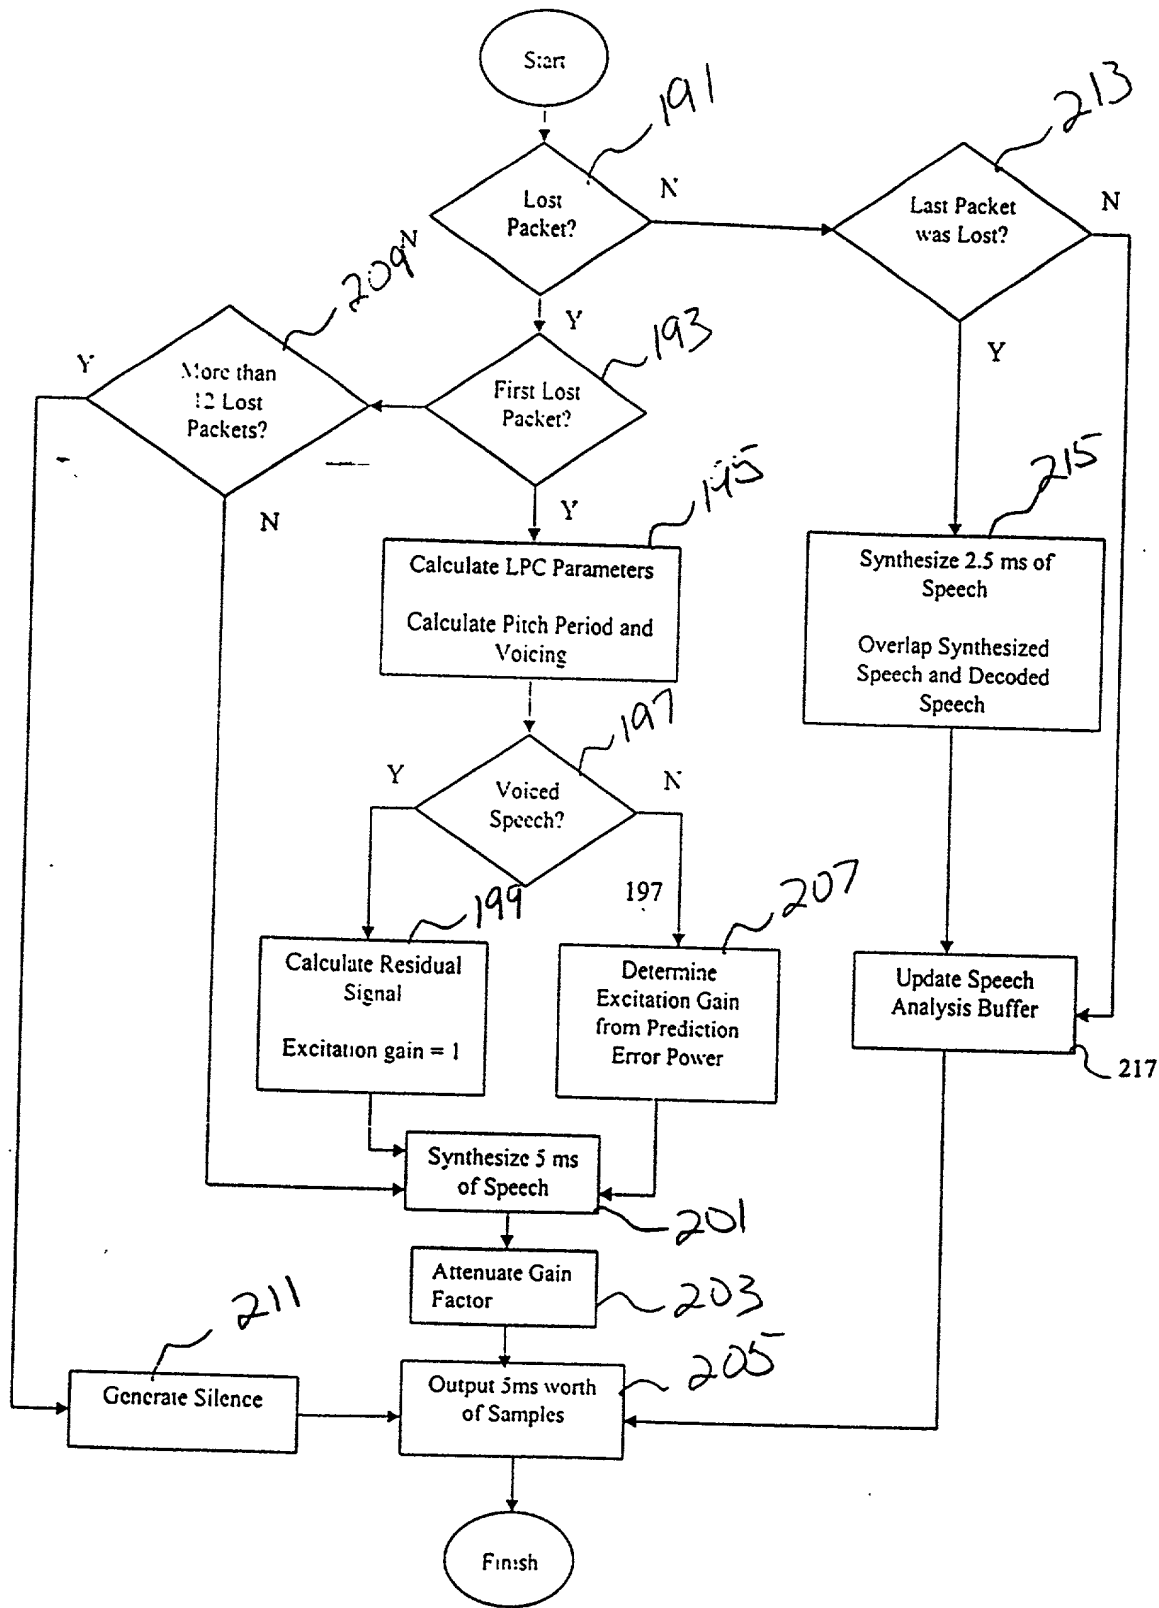 Start
191
213
Lost
Packet?
N
Last Packet
was Lost?
N
209
N
Y
193
Y
Y
More than
12 Lost
Packets?
First Lost
Packet?
N
Y
195
215
Calculate LPC Parameters
Calculate Pitch Period and
Voicing
Synthesize 2.5 ms of
Speech
Overlap Synthesized
Speech and Decoded
Speech
197
Y
Voiced
Speech?
N
199
197
207
Calculate Residual
Signal
Excitation gain = 1
Determine
Excitation Gain
from Prediction
Error Power
Update Speech
Analysis Buffer
217
Synthesize 5 ms
of Speech
201
Attenuate Gain
Factor
203
211
205
Generate Silence
Output 5ms worth
of Samples
Finish